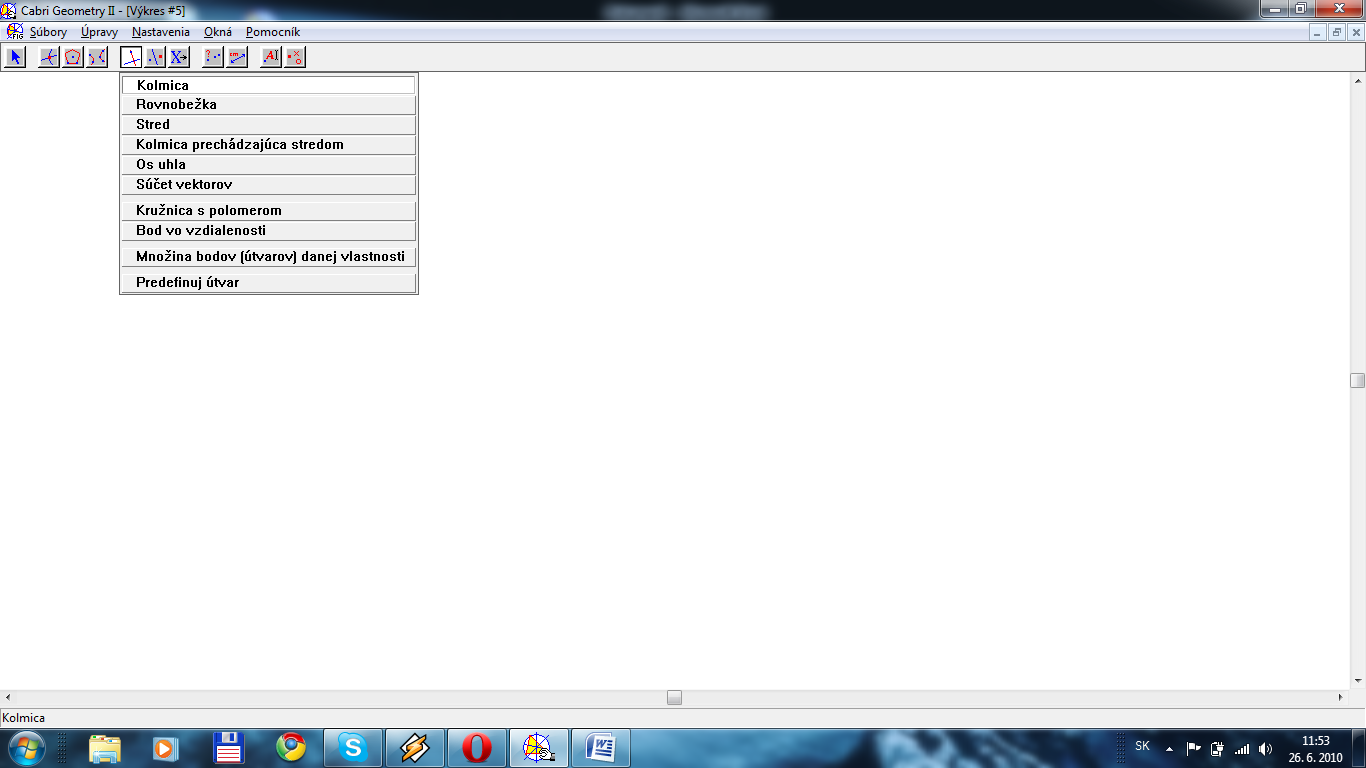 Cabri Geometry II - [Výkres #5]
Súbory Úpravy Nastavenia Okná Pomocník
Kolmica
Rovnobežka
Stred
Kolmica prechádzajúca stredom
Os uhla
Súčet vektorov
Kružnica s polomerom
Bod vo vzdialenosti
Množina bodov (útvarov) danej vlastnosti
Predefinuj útvar
Kolmica
SK
11:53
26. 6. 2010